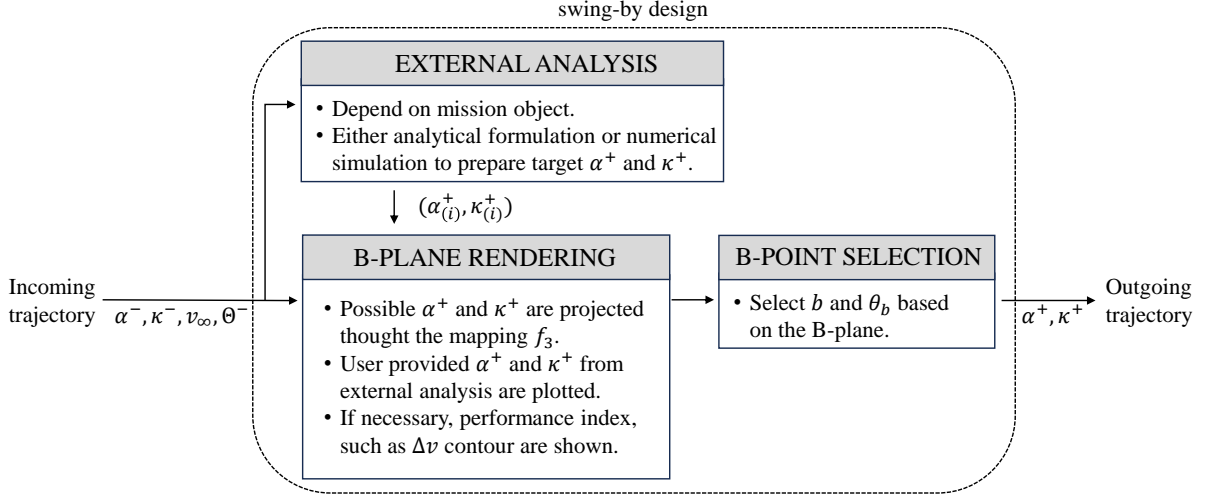 swing-by design
EXTERNAL ANALYSIS
• Depend on mission object.
• Either analytical formulation or numerical
simulation to prepare target α⁺ and κ⁺.
(α⁺₍ᵢ₎, κ⁺₍ᵢ₎)
Incoming
trajectory
α⁻, κ⁻, v∞, Θ⁻
B-PLANE RENDERING
• Possible α⁺ and κ⁺ are projected
thought the mapping f₃.
• User provided α⁺ and κ⁺ from
external analysis are plotted.
• If necessary, performance index,
such as Δv contour are shown.
B-POINT SELECTION
• Select b and θ_b based
on the B-plane.
α⁺, κ⁺
Outgoing
trajectory